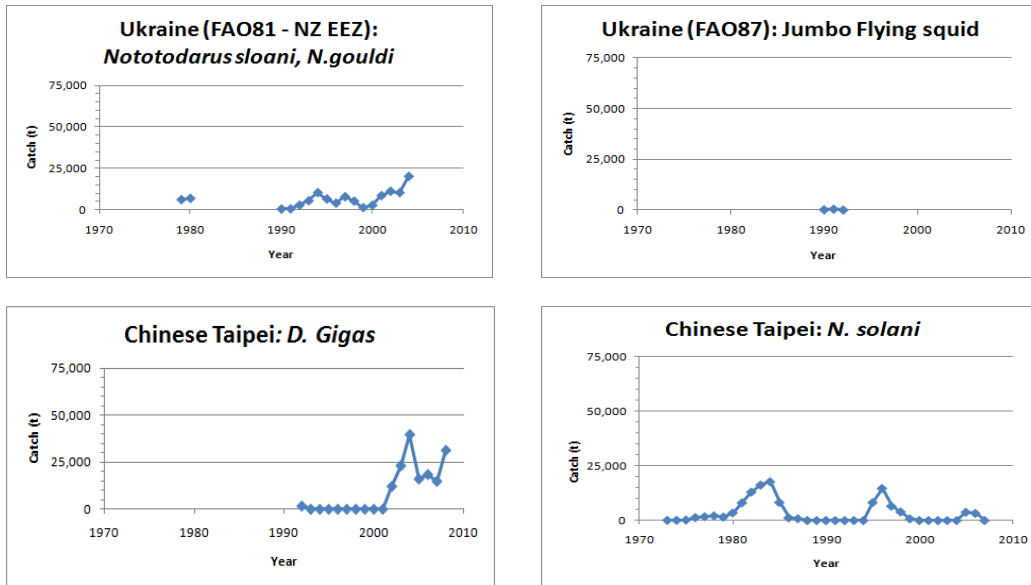 Ukraine (FAO81 - NZ EEZ):
Nototodarus sloani, N.gouldi
75,000
50,000
25,000
0
Catch (t)
1970 1980 1990 2000 2010
Year
Ukraine (FAO87): Jumbo Flying squid
75,000
50,000
25,000
0
Catch (t)
1970 1980 1990 2000 2010
Year
Chinese Taipei: D. Gigas
75,000
50,000
25,000
0
Catch (t)
1970 1980 1990 2000 2010
Year
Chinese Taipei: N. solani
75,000
50,000
25,000
0
Catch (t)
1970 1980 1990 2000 2010
Year